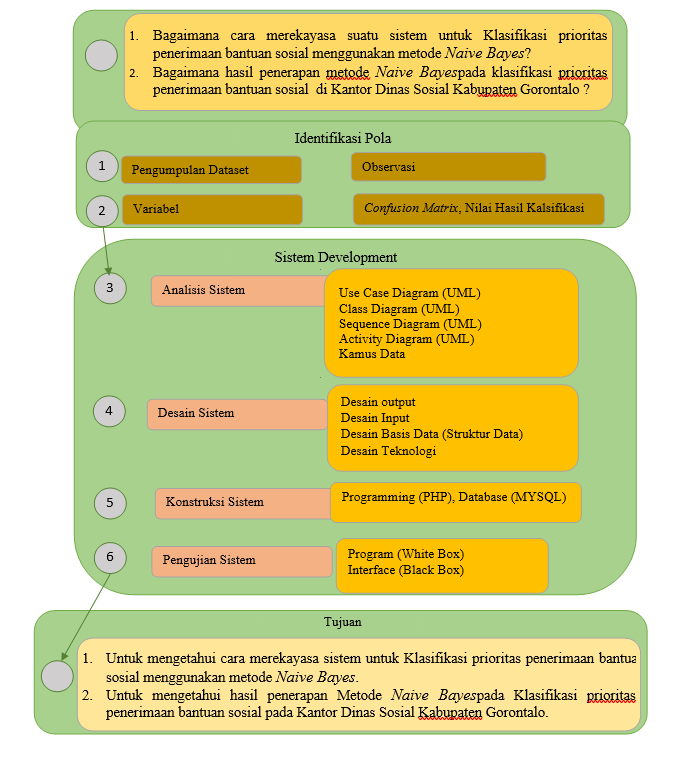 1. Bagaimana cara merekayasa suatu sistem untuk Klasifikasi prioritas
penerimaan bantuan sosial menggunakan metode Naive Bayes?
2. Bagaimana hasil penerapan metode Naive Bayespada klasifikasi prioritas
penerimaan bantuan sosial di Kantor Dinas Sosial Kabupaten Gorontalo ?
Identifikasi Pola
1
Pengumpulan Dataset
Observasi
2
Variabel
Confusion Matrix, Nilai Hasil Kalsifikasi
Sistem Development
3
Analisis Sistem
Use Case Diagram (UML)
Class Diagram (UML)
Sequence Diagram (UML)
Activity Diagram (UML)
Kamus Data
4
Desain Sistem
Desain output
Desain Input
Desain Basis Data (Struktur Data)
Desain Teknologi
5
Konstruksi Sistem
Programming (PHP), Database (MYSQL)
6
Pengujian Sistem
Program (White Box)
Interface (Black Box)
Tujuan
1. Untuk mengetahui cara merekayasa sistem untuk Klasifikasi prioritas penerimaan bantua
sosial menggunakan metode Naive Bayes.
2. Untuk mengetahui hasil penerapan Metode Naive Bayespada Klasifikasi prioritas
penerimaan bantuan sosial pada Kantor Dinas Sosial Kabupaten Gorontalo.